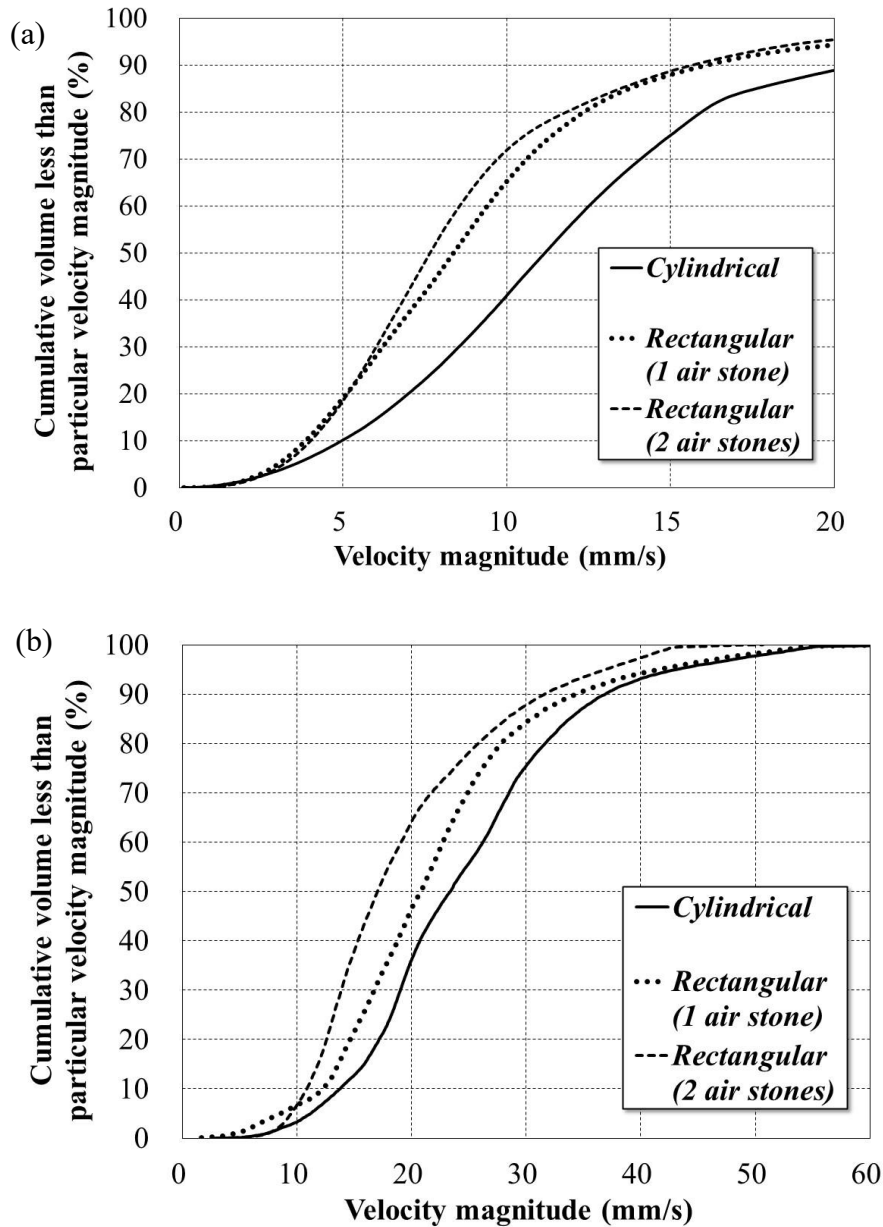 (a)
Cumulative volume less than
particular velocity magnitude (%)
100
90
80
70
60
50
40
30
20
10
0
0 5 10 15 20
Velocity magnitude (mm/s)
Cylindrical
Rectangular
(1 air stone)
Rectangular
(2 air stones)
(b)
Cumulative volume less than
particular velocity magnitude (%)
100
90
80
70
60
50
40
30
20
10
0
0 10 20 30 40 50 60
Velocity magnitude (mm/s)
Cylindrical
Rectangular
(1 air stone)
Rectangular
(2 air stones)